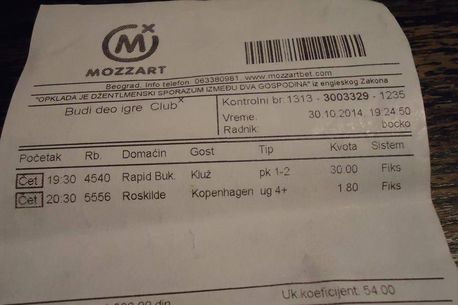 M x
MOZZART
Beograd. Info telefon 063380981. www.mozzartbet.com
"OPKLADA JE DŽENTLMENSKI SPORAZUM IZMEĐU DVA GOSPODINA" iz engleskog Zakona
Budi deo igre Club x
Kontrolni br: 1313 - 3003329 - 1235
Vreme: 30.10.2014, 19:24:50
Radnik: bocko
Početak Rb. Domaćin Gost Tip Kvota Sistem
Čet 19:30 4540 Rapid Buk. Kluž pk 1-2 30.00 Fiks
Čet 20:30 5556 Roskilde Kopenhagen ug 4+ 1.80 Fiks
Uk.koeficijent: 54.00
din